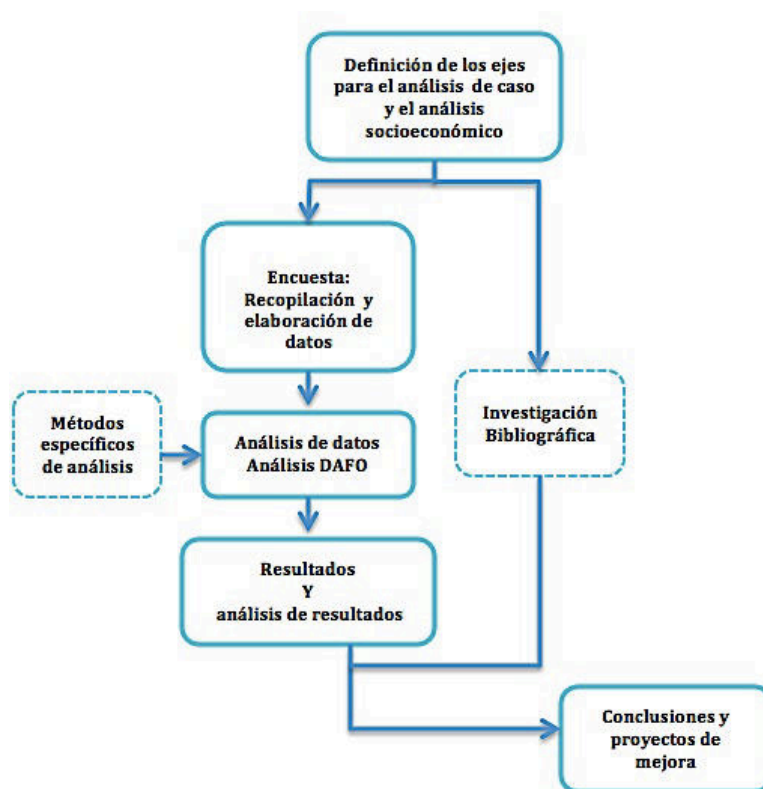 Definición de los ejes
para el análisis de caso
y el análisis
socioeconómico
Encuesta:
Recopilación y
elaboración de
datos
Métodos
específicos
de análisis
Análisis de datos
Análisis DAFO
Investigación
Bibliográfica
Resultados
Y
análisis de resultados
Conclusiones y
proyectos de
mejora